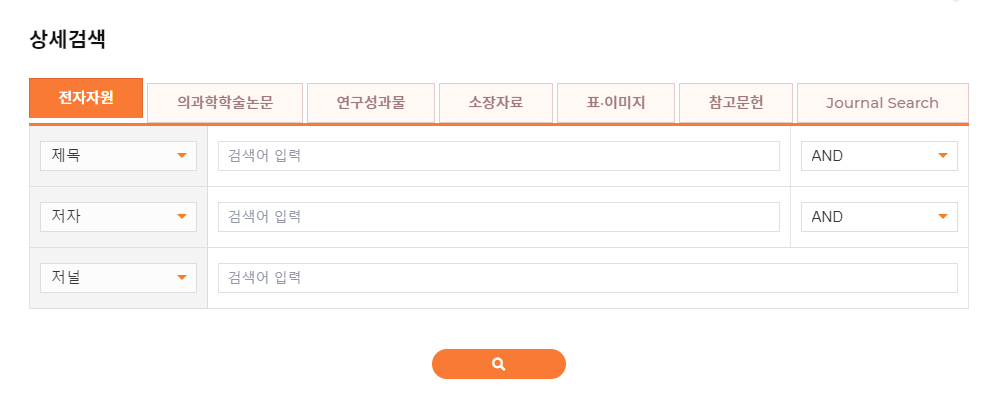 상세검색
전자자원 의과학학술논문 연구성과물 소장자료 표·이미지 참고문헌 Journal Search
제목 검색어 입력 AND
저자 검색어 입력 AND
저널 검색어 입력